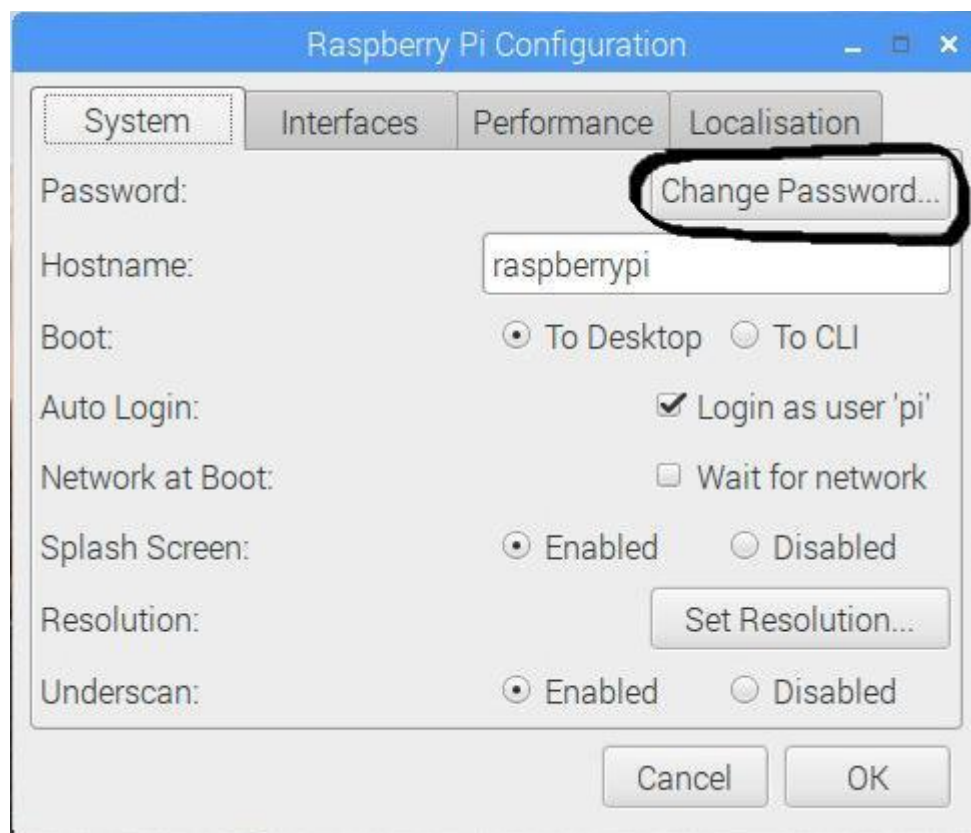 Raspberry Pi Configuration
System Interfaces Performance Localisation
Password: Change Password...
Hostname: raspberrypi
Boot: To Desktop To CLI
Auto Login: Login as user 'pi'
Network at Boot: Wait for network
Splash Screen: Enabled Disabled
Resolution: Set Resolution...
Underscan: Enabled Disabled
Cancel OK